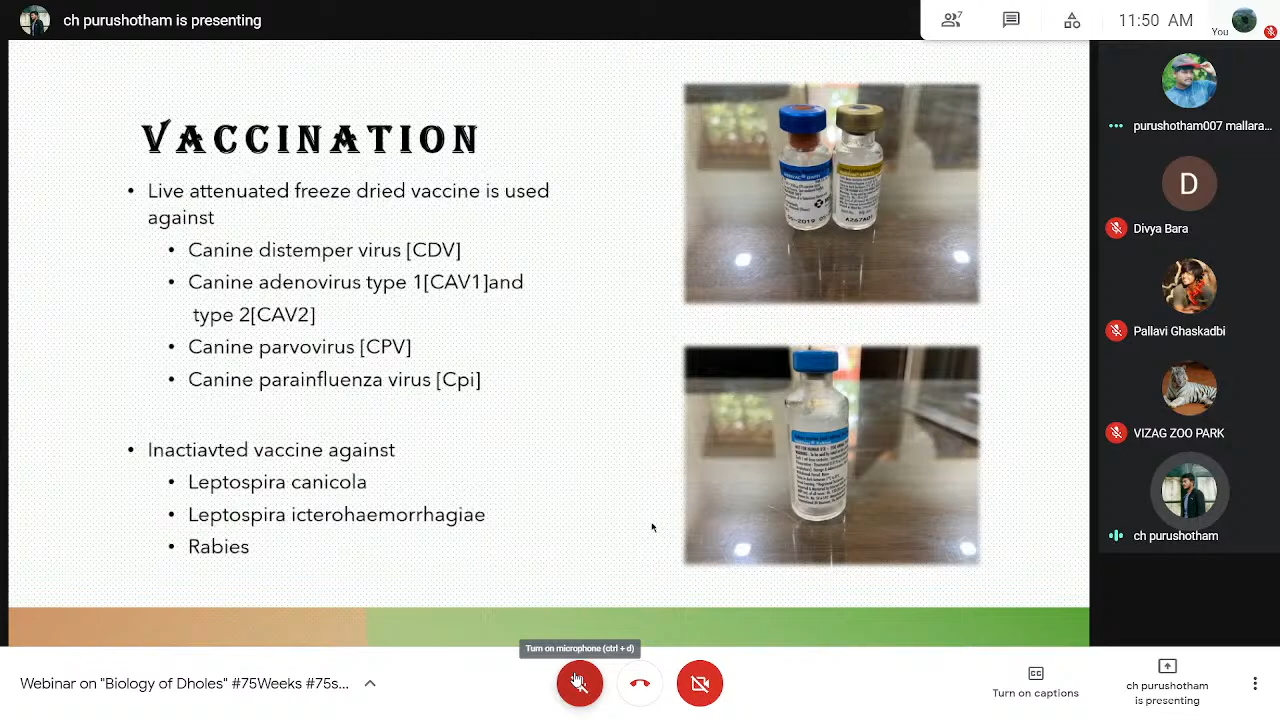 ch purushotham is presenting
7
11:50 AM
You
VACCINATION
• Live attenuated freeze dried vaccine is used
against
• Canine distemper virus [CDV]
• Canine adenovirus type 1[CAV1]and
type 2[CAV2]
• Canine parvovirus [CPV]
• Canine parainfluenza virus [Cpi]
• Inactiavted vaccine against
• Leptospira canicola
• Leptospira icterohaemorrhagiae
• Rabies
purushotham007 mallara...
D
Divya Bara
Pallavi Ghaskadbi
VIZAG ZOO PARK
ch purushotham
Turn on microphone (ctrl + d)
Webinar on "Biology of Dholes" #75Weeks #75s...
CC
Turn on captions
ch purushotham
is presenting